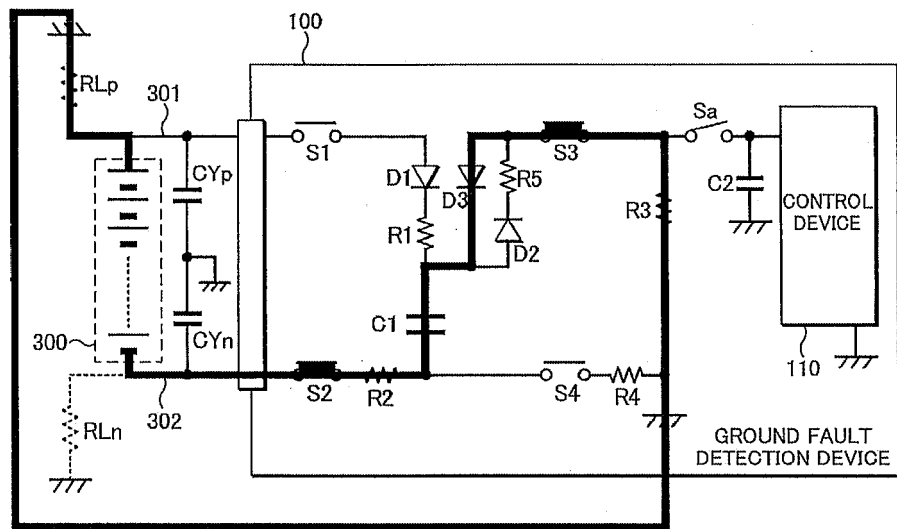 100
RLp
301
Sa
S1
S3
CYp
D1
D3
R5
C2
CONTROL
DEVICE
R3
R1
D2
C1
300
CYn
110
S2
R2
S4
R4
302
RLn
GROUND FAULT
DETECTION DEVICE